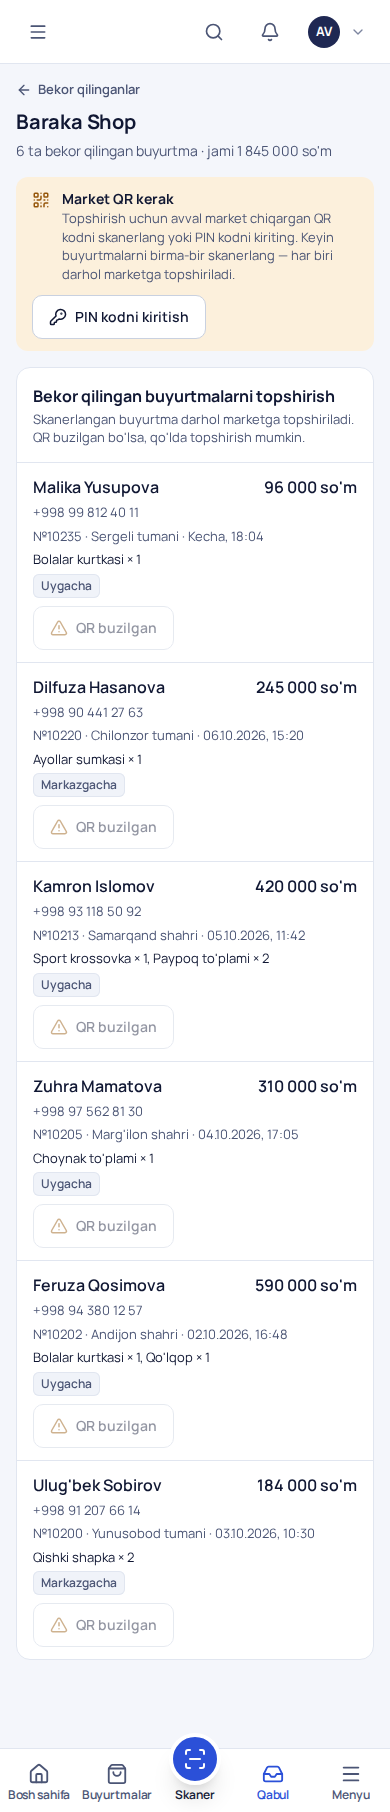 AV
Bekor qilinganlar
Baraka Shop
6 ta bekor qilingan buyurtma · jami 1 845 000 so'm
Market QR kerak
Topshirish uchun avval market chiqargan QR
kodni skanerlang yoki PIN kodni kiriting. Keyin
buyurtmalarni birma-bir skanerlang — har biri
darhol marketga topshiriladi.
PIN kodni kiritish
Bekor qilingan buyurtmalarni topshirish
Skanerlangan buyurtma darhol marketga topshiriladi.
QR buzilgan bo'lsa, qo'lda topshirish mumkin.
Malika Yusupova 96 000 so'm
+998 99 812 40 11
№10235 · Sergeli tumani · Kecha, 18:04
Bolalar kurtkasi × 1
Uygacha
QR buzilgan
Dilfuza Hasanova 245 000 so'm
+998 90 441 27 63
№10220 · Chilonzor tumani · 06.10.2026, 15:20
Ayollar sumkasi × 1
Markazgacha
QR buzilgan
Kamron Islomov 420 000 so'm
+998 93 118 50 92
№10213 · Samarqand shahri · 05.10.2026, 11:42
Sport krossovka × 1, Paypoq to'plami × 2
Uygacha
QR buzilgan
Zuhra Mamatova 310 000 so'm
+998 97 562 81 30
№10205 · Marg'ilon shahri · 04.10.2026, 17:05
Choynak to'plami × 1
Uygacha
QR buzilgan
Feruza Qosimova 590 000 so'm
+998 94 380 12 57
№10202 · Andijon shahri · 02.10.2026, 16:48
Bolalar kurtkasi × 1, Qo'lqop × 1
Uygacha
QR buzilgan
Ulug'bek Sobirov 184 000 so'm
+998 91 207 66 14
№10200 · Yunusobod tumani · 03.10.2026, 10:30
Qishki shapka × 2
Markazgacha
QR buzilgan
Bosh sahifa Buyurtmalar Skaner Qabul Menyu